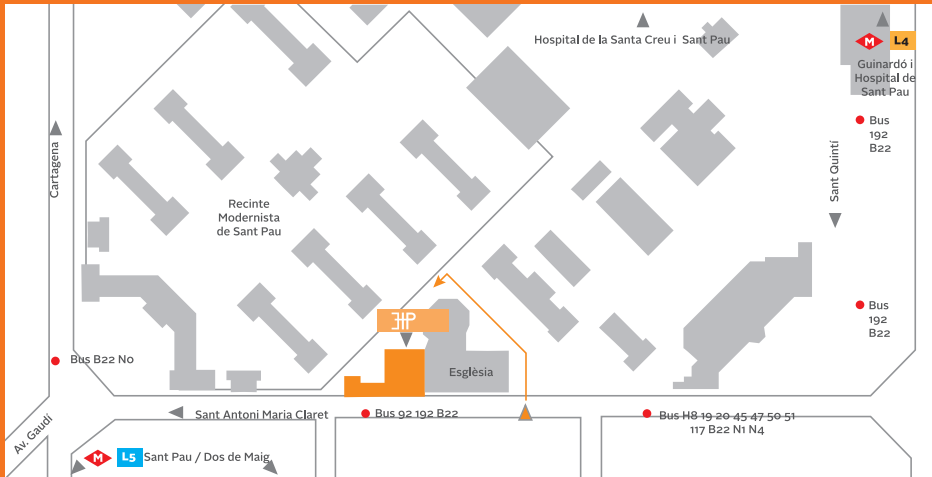 Hospital de la Santa Creu i Sant Pau
M L4
Guinardó i
Hospital de
Sant Pau
Bus
192
B22
Cartagena
Sant Quintí
Recinte
Modernista
de Sant Pau
Bus
192
B22
Bus B22 N0
Esglèsia
Sant Antoni Maria Claret
Bus 92 192 B22
Bus H8 19 20 45 47 50 51
117 B22 N1 N4
Av. Gaudí
M L5 Sant Pau / Dos de Maig